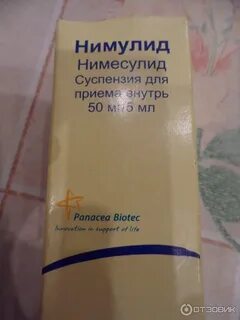 Нимулид
Нимесулид
Суспензия для
приема внутрь
50 мг/5 мл
Panacea Biotec
Innovation in support of life
ОТЗОВИК